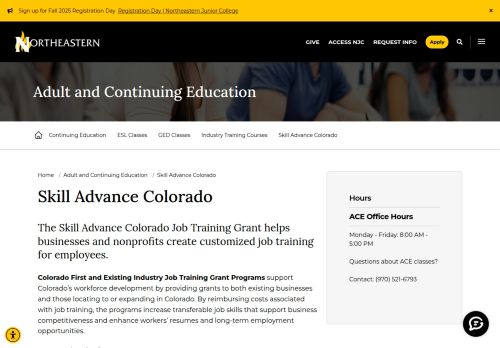 Sign up for Fall 2025 Registration Day Registration Day | Northeastern Junior College ×
NORTHEASTERN
GIVE ACCESS NJC REQUEST INFO Apply
Adult and Continuing Education
Continuing Education ESL Classes GED Classes Industry Training Courses Skill Advance Colorado
Home / Adult and Continuing Education / Skill Advance Colorado
Skill Advance Colorado
The Skill Advance Colorado Job Training Grant helps
businesses and nonprofits create customized job training
for employees.
Colorado First and Existing Industry Job Training Grant Programs support
Colorado's workforce development by providing grants to both existing businesses
and those locating to or expanding in Colorado. By reimbursing costs associated
with job training, the programs increase transferable job skills that support business
competitiveness and enhance workers' resumes and long-term employment
opportunities.
Hours
ACE Office Hours
Monday - Friday: 8:00 AM -
5:00 PM
Questions about ACE classes?
Contact: (970) 521-6793